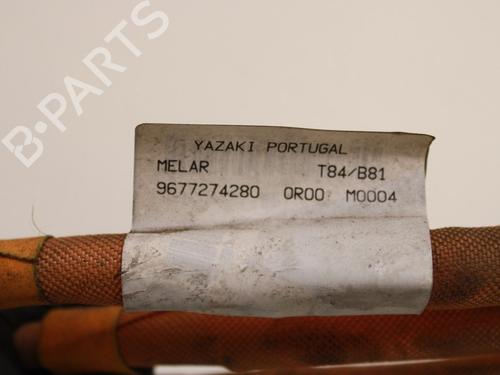 B-PARTS
YAZAKI PORTUGAL
MELAR T84/B81
9677274280 0R00 M0004